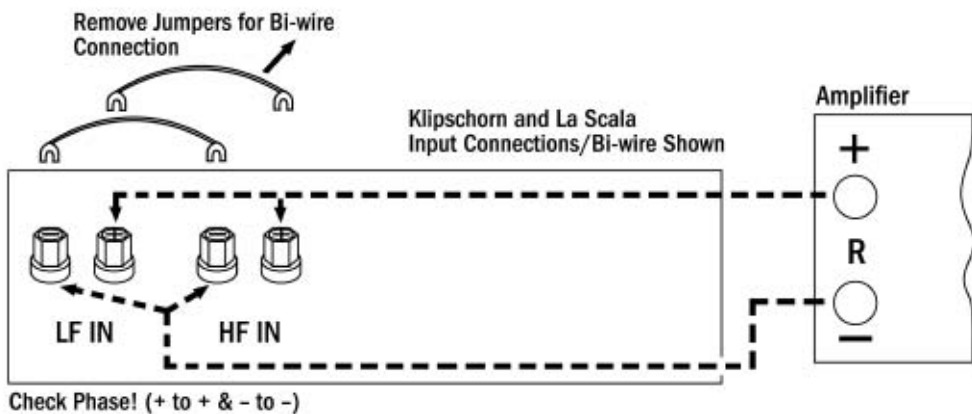 Remove Jumpers for Bi-wire
Connection
Klipschorn and La Scala
Input Connections/Bi-wire Shown
Amplifier
+
R
–
– + – +
LF IN
HF IN
Check Phase! (+ to + & – to –)